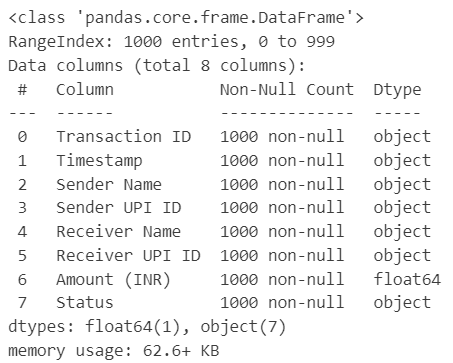 <class 'pandas.core.frame.DataFrame'>
RangeIndex: 1000 entries, 0 to 999
Data columns (total 8 columns):
 #   Column           Non-Null Count  Dtype
---  ------           --------------  -----
 0   Transaction ID   1000 non-null   object
 1   Timestamp        1000 non-null   object
 2   Sender Name      1000 non-null   object
 3   Sender UPI ID    1000 non-null   object
 4   Receiver Name    1000 non-null   object
 5   Receiver UPI ID  1000 non-null   object
 6   Amount (INR)     1000 non-null   float64
 7   Status           1000 non-null   object
dtypes: float64(1), object(7)
memory usage: 62.6+ KB